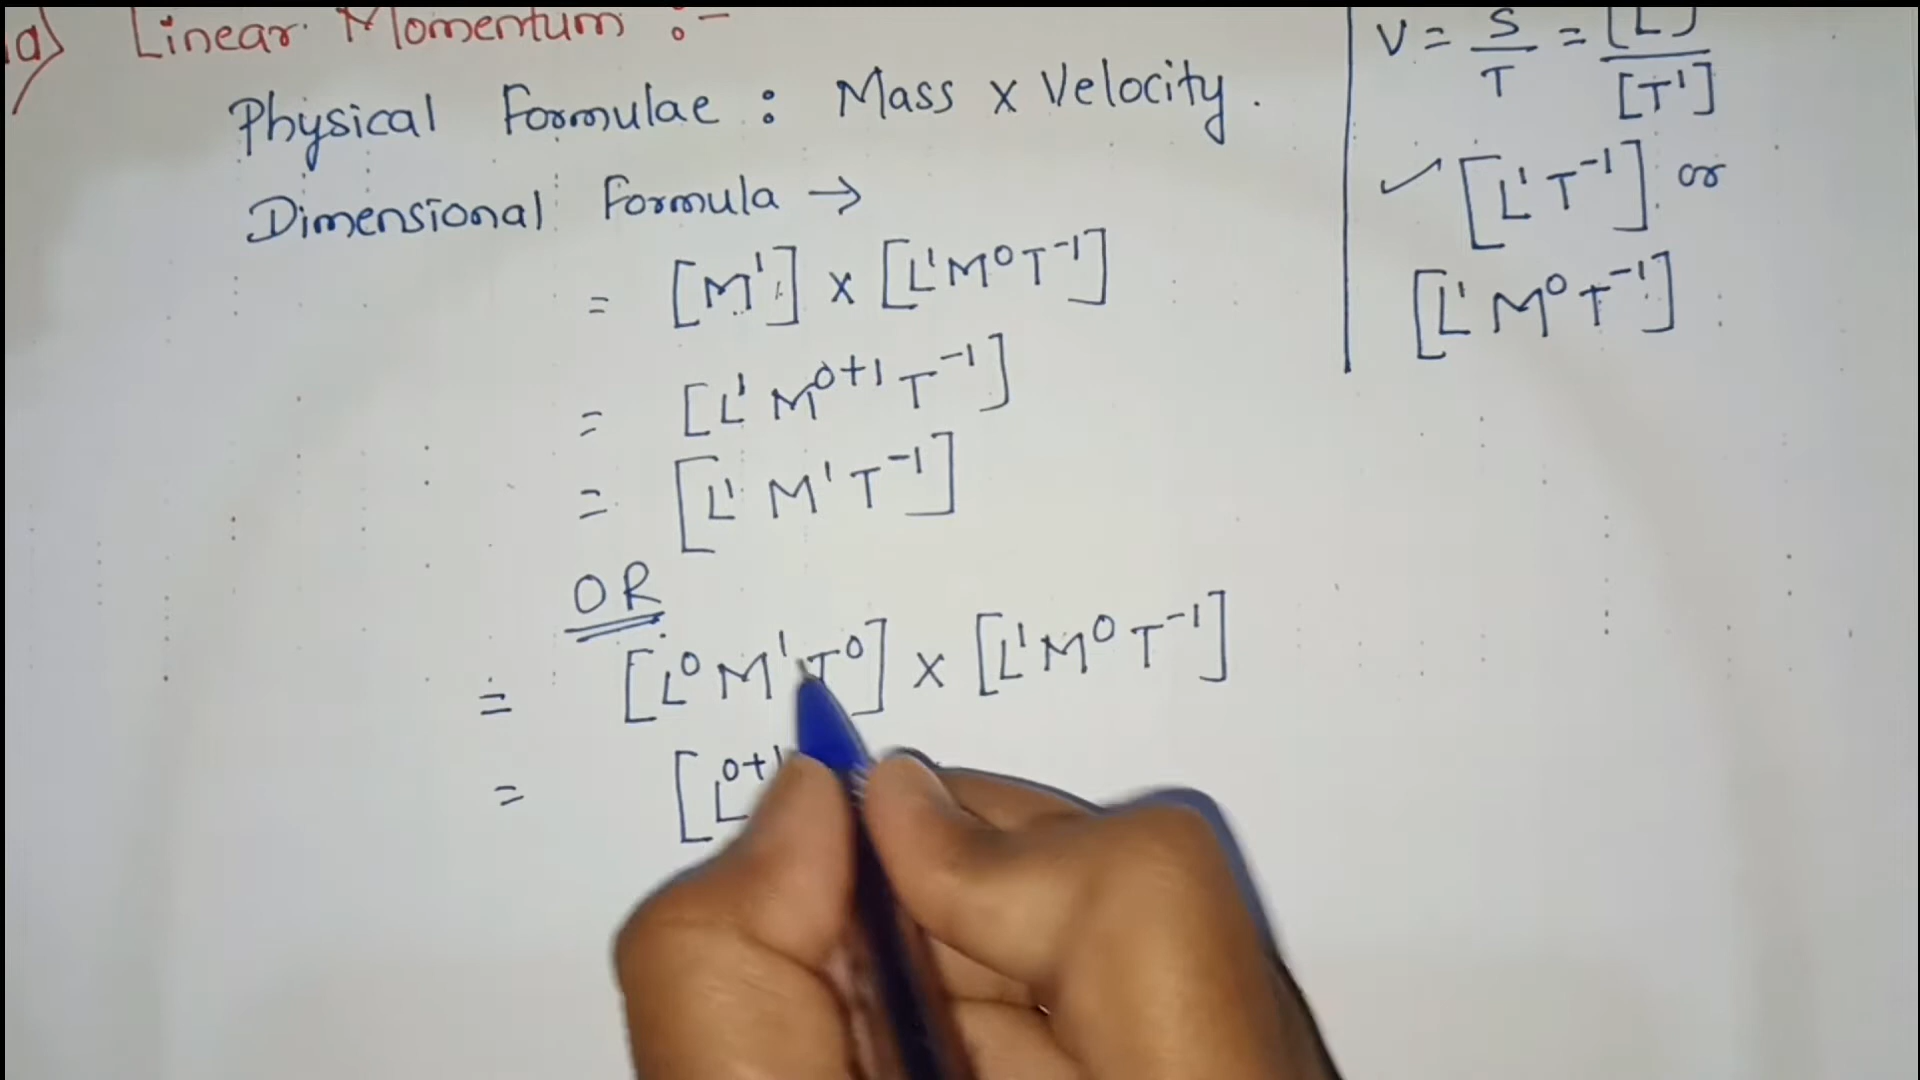 a) Linear Momentum :-
Physical Formulae : Mass x Velocity.
Dimensional Formula →
= [M¹] x [L¹M⁰T⁻¹]
= [L¹ M⁰⁺¹ T⁻¹]
= [L¹ M¹ T⁻¹]
OR
= [L⁰ M¹ T⁰] x [L¹ M⁰ T⁻¹]
= [L⁰⁺¹
V = S/T = [L]/[T¹]
✓ [L¹ T⁻¹] or
[L¹ M⁰ T⁻¹]